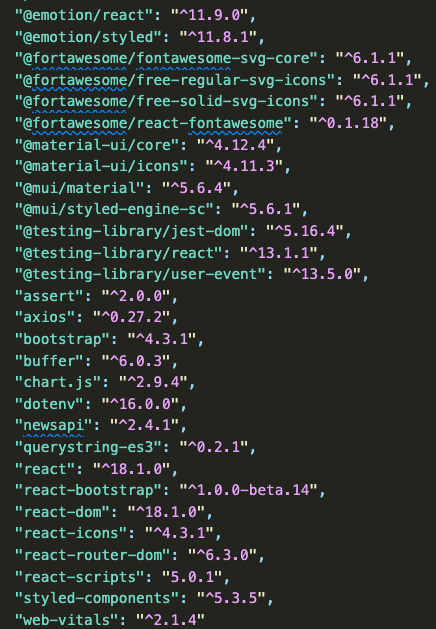 "@emotion/react": "^11.9.0",
"@emotion/styled": "^11.8.1",
"@fortawesome/fontawesome-svg-core": "^6.1.1",
"@fortawesome/free-regular-svg-icons": "^6.1.1",
"@fortawesome/free-solid-svg-icons": "^6.1.1",
"@fortawesome/react-fontawesome": "^0.1.18",
"@material-ui/core": "^4.12.4",
"@material-ui/icons": "^4.11.3",
"@mui/material": "^5.6.4",
"@mui/styled-engine-sc": "^5.6.1",
"@testing-library/jest-dom": "^5.16.4",
"@testing-library/react": "^13.1.1",
"@testing-library/user-event": "^13.5.0",
"assert": "^2.0.0",
"axios": "^0.27.2",
"bootstrap": "^4.3.1",
"buffer": "^6.0.3",
"chart.js": "^2.9.4",
"dotenv": "^16.0.0",
"newsapi": "^2.4.1",
"querystring-es3": "^0.2.1",
"react": "^18.1.0",
"react-bootstrap": "^1.0.0-beta.14",
"react-dom": "^18.1.0",
"react-icons": "^4.3.1",
"react-router-dom": "^6.3.0",
"react-scripts": "5.0.1",
"styled-components": "^5.3.5",
"web-vitals": "^2.1.4"